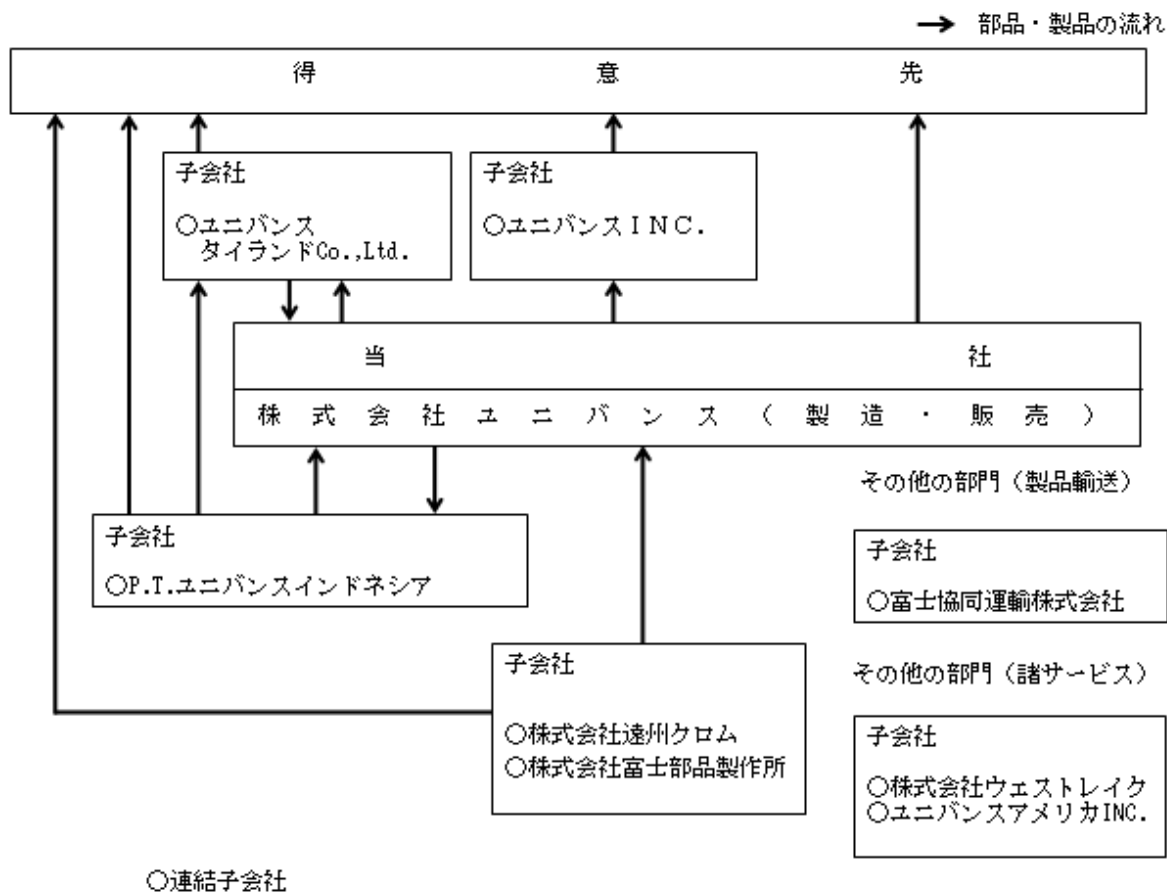 → 部品・製品の流れ
得意先
子会社
○ユニバンス
タイランドCo.,Ltd.
子会社
○ユニバンスＩＮＣ.
当社
株式会社ユニバンス（製造・販売）
その他の部門（製品輸送）
子会社
○P.T.ユニバンスインドネシア
子会社
○富士協同運輸株式会社
子会社
○株式会社遠州クロム
○株式会社富士部品製作所
その他の部門（諸サービス）
子会社
○株式会社ウェストレイク
○ユニバンスアメリカINC.
○連結子会社